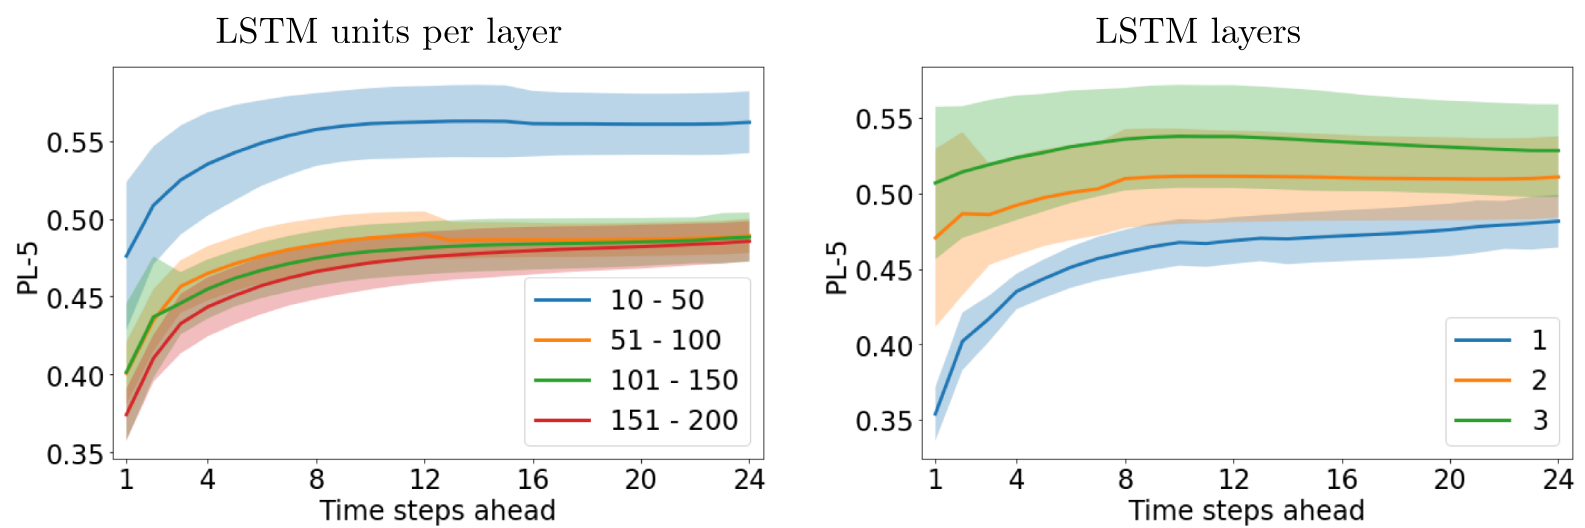 LSTM units per layer
PL-5
0.55
0.50
0.45
0.40
0.35
1 4 8 12 16 20 24
Time steps ahead
10 - 50
51 - 100
101 - 150
151 - 200
LSTM layers
PL-5
0.55
0.50
0.45
0.40
0.35
1 4 8 12 16 20 24
Time steps ahead
1
2
3